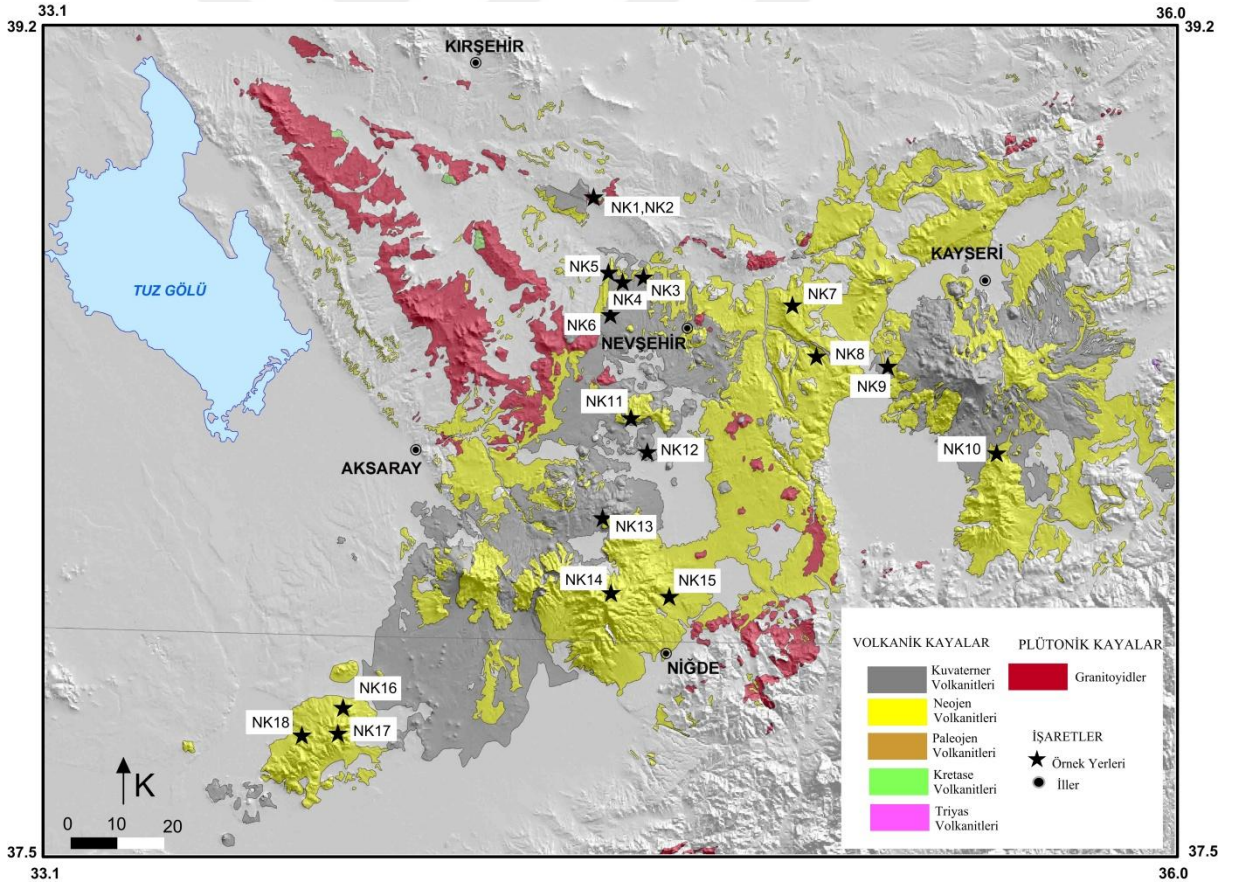 33.1
36.0
39.2
39.2
KIRŞEHİR
NK1,NK2
KAYSERİ
TUZ GÖLÜ
NK5
NK3
NK4
NK7
NK6
NEVŞEHİR
NK8
NK9
NK11
NK12
NK10
AKSARAY
NK13
NK14
NK15
NİĞDE
NK16
NK18
NK17
K
0 10 20
VOLKANİK KAYALAR
Kuvaterner
Volkanitleri
Neojen
Volkanitleri
Paleojen
Volkanitleri
Kretase
Volkanitleri
Triyas
Volkanitleri
PLÜTONİK KAYALAR
Granitoyidler
İŞARETLER
Örnek Yerleri
İller
37.5
37.5
33.1
36.0